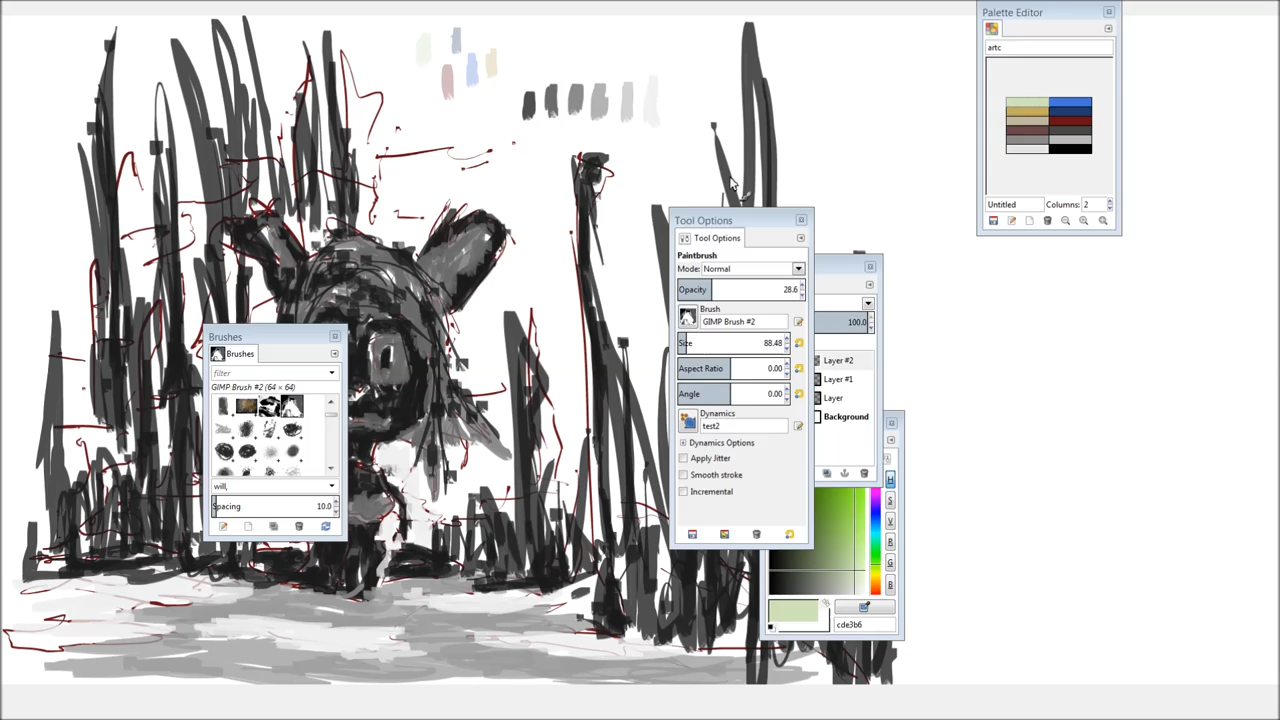 Palette Editor
artc
Untitled
Columns: 2
Tool Options
Tool Options
Paintbrush
Mode: Normal
Opacity 28.6
Brush
GIMP Brush #2
Size 88.48
Aspect Ratio 0.00
Angle 0.00
Dynamics
test2
Dynamics Options
Apply Jitter
Smooth stroke
Incremental
100.0
Layer #2
Layer #1
Layer
Background
H
S
V
R
G
B
cde3b6
Brushes
Brushes
filter
GIMP Brush #2 (64 × 64)
will,
Spacing 10.0